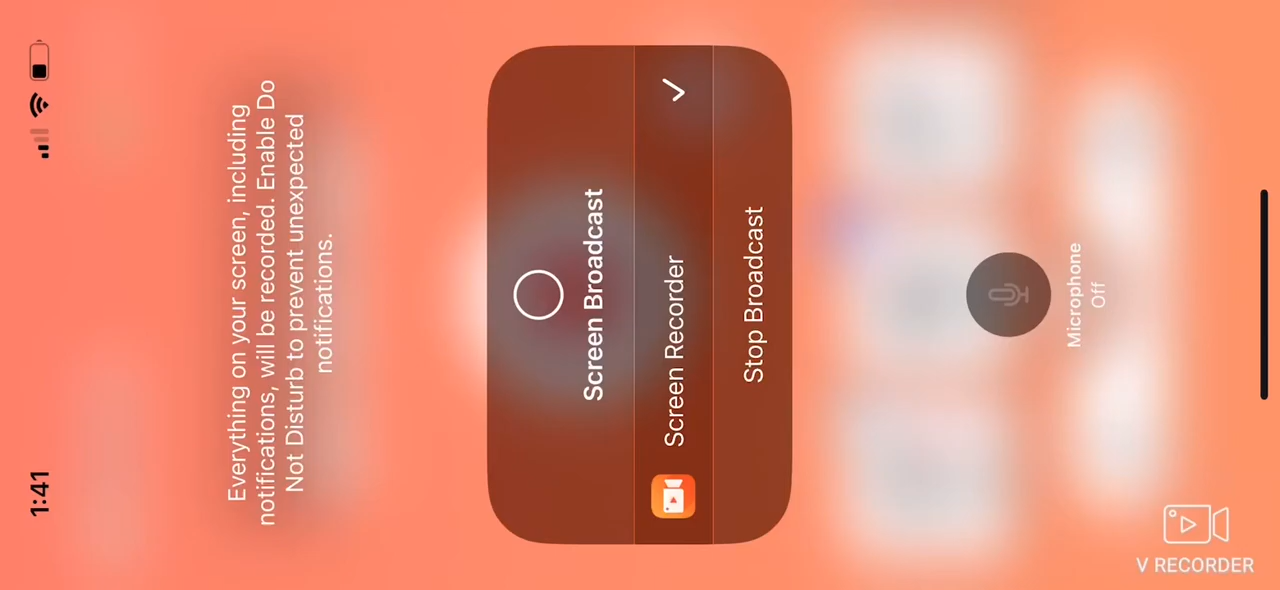 1:41
Everything on your screen, including
notifications, will be recorded. Enable Do
Not Disturb to prevent unexpected
notifications.
Screen Broadcast
Screen Recorder
Stop Broadcast
Microphone
Off
V RECORDER